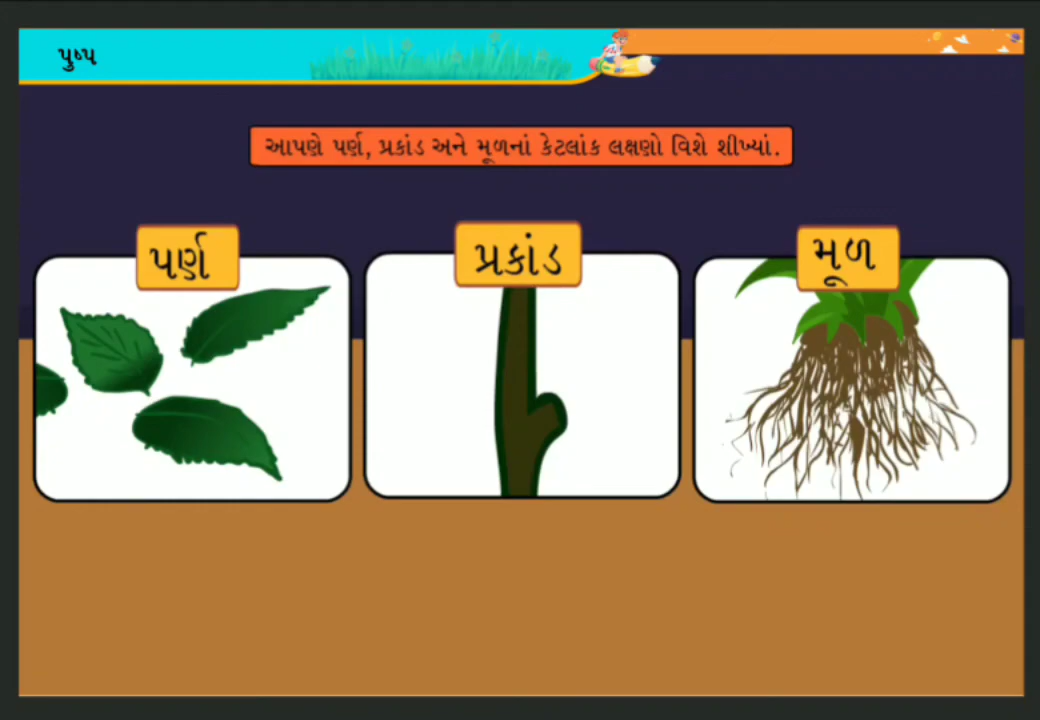 પુષ્પ
આપણે પર્ણ, પ્રકાંડ અને મૂળનાં કેટલાંક લક્ષણો વિશે શીખ્યાં.
પર્ણ
પ્રકાંડ
મૂળ